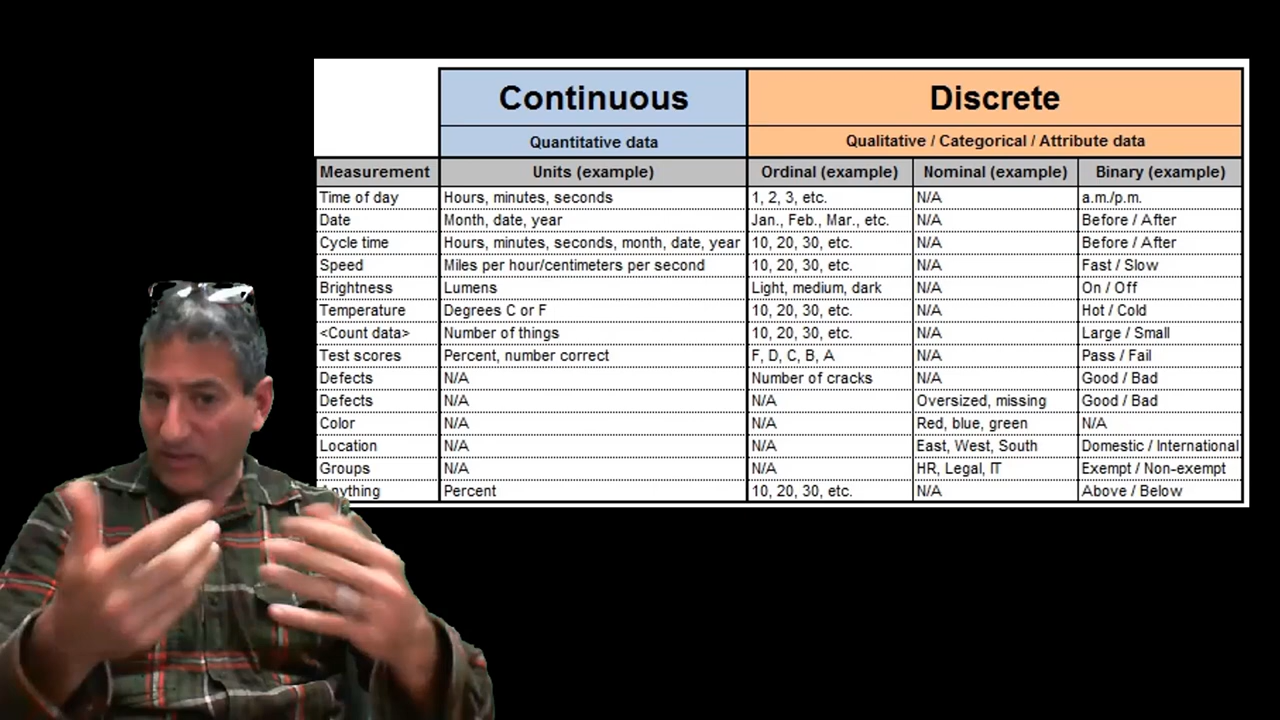 Continuous Discrete
Quantitative data Qualitative / Categorical / Attribute data
Measurement Units (example) Ordinal (example) Nominal (example) Binary (example)
Time of day Hours, minutes, seconds 1, 2, 3, etc. N/A a.m./p.m.
Date Month, date, year Jan., Feb., Mar., etc. N/A Before / After
Cycle time Hours, minutes, seconds, month, date, year 10, 20, 30, etc. N/A Before / After
Speed Miles per hour/centimeters per second 10, 20, 30, etc. N/A Fast / Slow
Brightness Lumens Light, medium, dark N/A On / Off
Temperature Degrees C or F 10, 20, 30, etc. N/A Hot / Cold
<Count data> Number of things 10, 20, 30, etc. N/A Large / Small
Test scores Percent, number correct F, D, C, B, A N/A Pass / Fail
Defects N/A Number of cracks N/A Good / Bad
Defects N/A N/A Oversized, missing Good / Bad
Color N/A N/A Red, blue, green N/A
Location N/A N/A East, West, South Domestic / International
Groups N/A N/A HR, Legal, IT Exempt / Non-exempt
Anything Percent 10, 20, 30, etc. N/A Above / Below